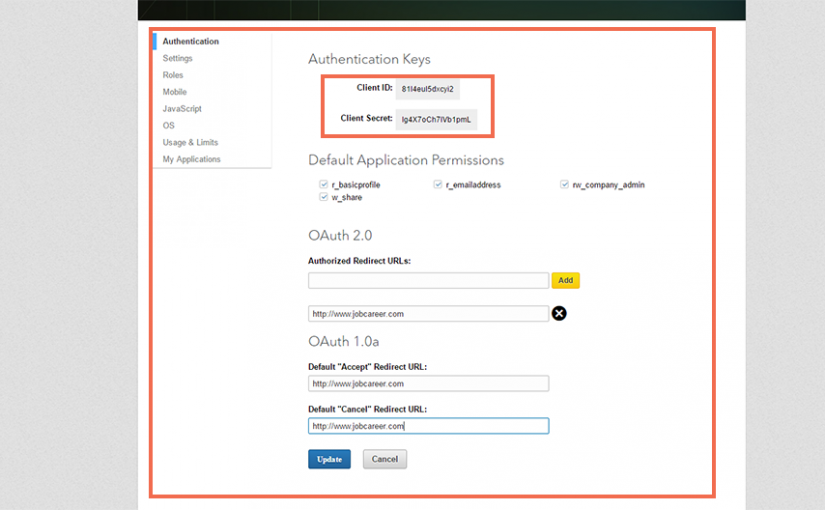 Authentication
Settings
Roles
Mobile
JavaScript
OS
Usage & Limits
My Applications
Authentication Keys
Client ID: 81l4eul5dxcyi2
Client Secret: lg4X7oCh7lVb1pmL
Default Application Permissions
r_basicprofile r_emailaddress rw_company_admin
w_share
OAuth 2.0
Authorized Redirect URLs:
Add
http://www.jobcareer.com
OAuth 1.0a
Default "Accept" Redirect URL:
http://www.jobcareer.com
Default "Cancel" Redirect URL:
http://www.jobcareer.com
Update Cancel